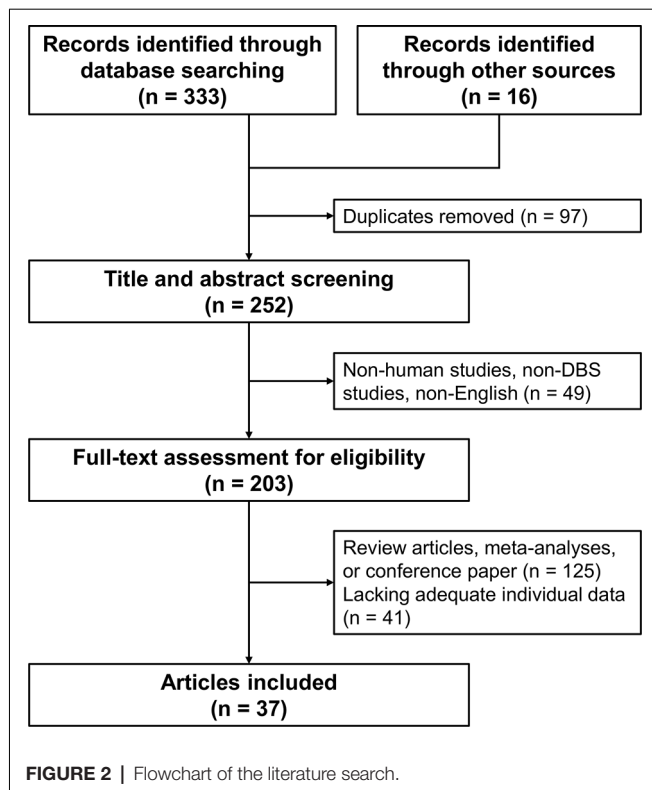 Records identified through
database searching
(n = 333)
Records identified
through other sources
(n = 16)
Duplicates removed (n = 97)
Title and abstract screening
(n = 252)
Non-human studies, non-DBS
studies, non-English (n = 49)
Full-text assessment for eligibility
(n = 203)
Review articles, meta-analyses,
or conference paper (n = 125)
Lacking adequate individual data
(n = 41)
Articles included
(n = 37)
FIGURE 2 | Flowchart of the literature search.